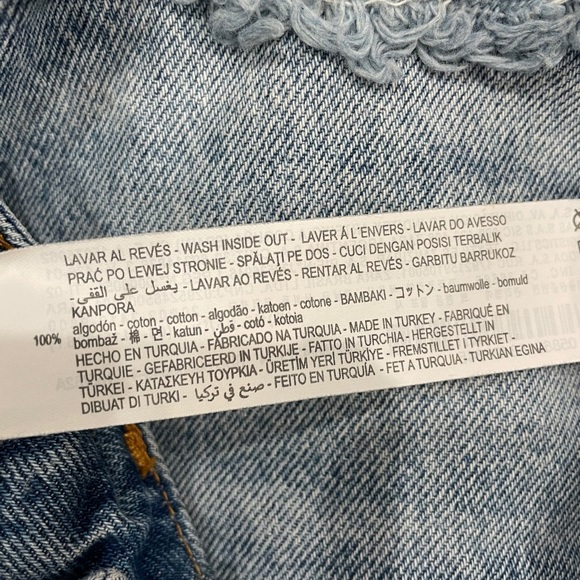 LAVAR AL REVÉS - WASH INSIDE OUT - LAVER Á L´ENVERS - LAVAR DO AVESSO
PRAĆ PO LEWEJ STRONIE - SPĂLAŢI PE DOS - CUCI DENGAN POSISI TERBALIK
- يغسل على القفى - LAVAR AO REVÉS - RENTAR AL REVÉS - GARBITU BARRUKOZ
KANPORA
algodón - coton - cotton - algodão - katoen - cotone - BAMBAKI - コットン - baumwolle - bomuld
100% bombaž - 棉 - 면 - katun - قطن - cotó - kotoia
HECHO EN TURQUIA - FABRICADO NA TURQUIA - MADE IN TURKEY - FABRIQUÉ EN
TURQUIE - GEFABRICEERD IN TURKIJE - FATTO IN TURCHIA - HERGESTELLT IN
TÜRKEI - KATAΣKEYH TOYPKIA - ÜRETİM YERİ TÜRKİYE - FREMSTILLET I TYRKIET -
DIBUAT DI TURKI - صنع في تركيا - FEITO EN TURQUÍA - FET A TURQUIA - TURKIAN EGINA